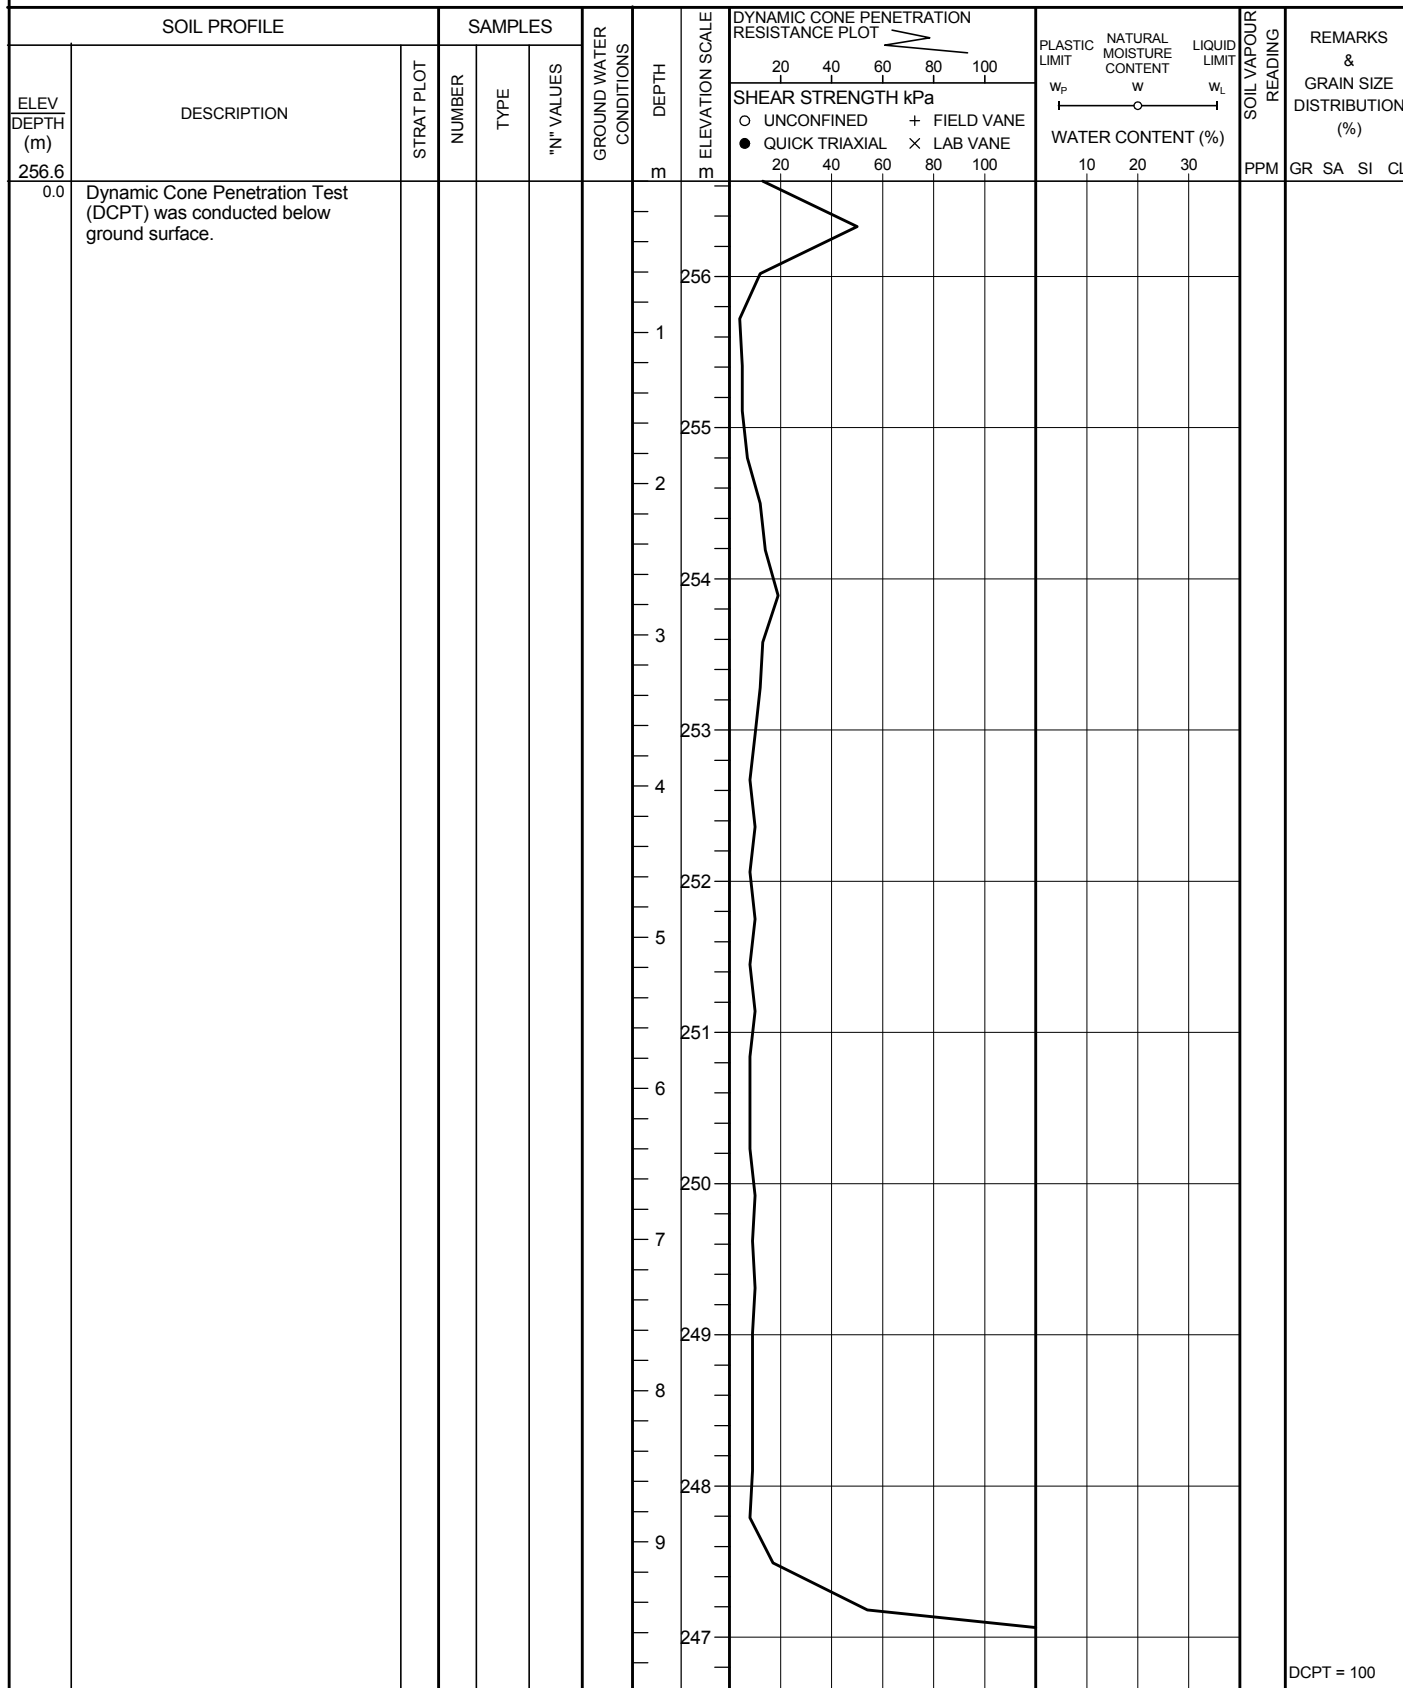 SOIL PROFILE
SAMPLES
GROUND WATER
CONDITIONS
DEPTH
m
ELEVATION SCALE
m
DYNAMIC CONE PENETRATION
RESISTANCE PLOT
20 40 60 80 100
SHEAR STRENGTH kPa
UNCONFINED + FIELD VANE
QUICK TRIAXIAL × LAB VANE
20 40 60 80 100
PLASTIC
LIMIT
NATURAL
MOISTURE
CONTENT
LIQUID
LIMIT
WP W WL
WATER CONTENT (%)
10 20 30
SOIL VAPOUR
READING
PPM
REMARKS
&
GRAIN SIZE
DISTRIBUTION
(%)
GR SA SI CL
ELEV
DEPTH
(m)
256.6
DESCRIPTION
STRAT PLOT
NUMBER
TYPE
"N" VALUES
0.0
Dynamic Cone Penetration Test
(DCPT) was conducted below
ground surface.
256
1
255
2
254
3
253
4
252
5
251
6
250
7
249
8
248
9
247
DCPT = 100